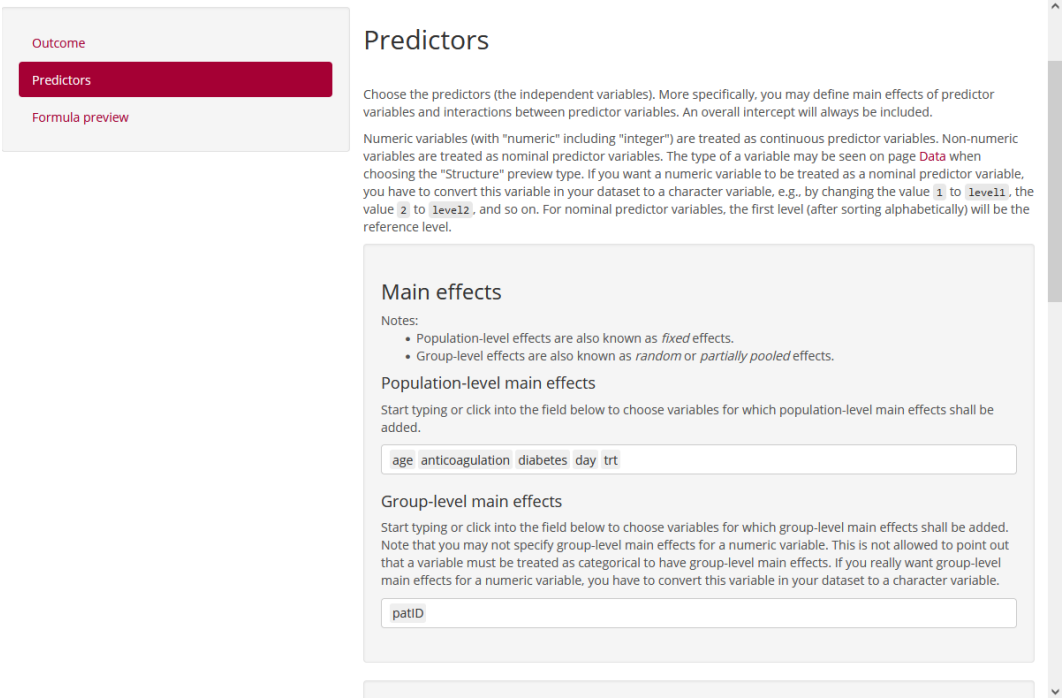 Outcome
Predictors
Formula preview
Predictors
Choose the predictors (the independent variables). More specifically, you may define main effects of predictor
variables and interactions between predictor variables. An overall intercept will always be included.
Numeric variables (with "numeric" including "integer") are treated as continuous predictor variables. Non-numeric
variables are treated as nominal predictor variables. The type of a variable may be seen on page Data when
choosing the "Structure" preview type. If you want a numeric variable to be treated as a nominal predictor variable,
you have to convert this variable in your dataset to a character variable, e.g., by changing the value 1 to level1, the
value 2 to level2, and so on. For nominal predictor variables, the first level (after sorting alphabetically) will be the
reference level.
Main effects
Notes:
• Population-level effects are also known as fixed effects.
• Group-level effects are also known as random or partially pooled effects.
Population-level main effects
Start typing or click into the field below to choose variables for which population-level main effects shall be
added.
age anticoagulation diabetes day trt
Group-level main effects
Start typing or click into the field below to choose variables for which group-level main effects shall be added.
Note that you may not specify group-level main effects for a numeric variable. This is not allowed to point out
that a variable must be treated as categorical to have group-level main effects. If you really want group-level
main effects for a numeric variable, you have to convert this variable in your dataset to a character variable.
patID